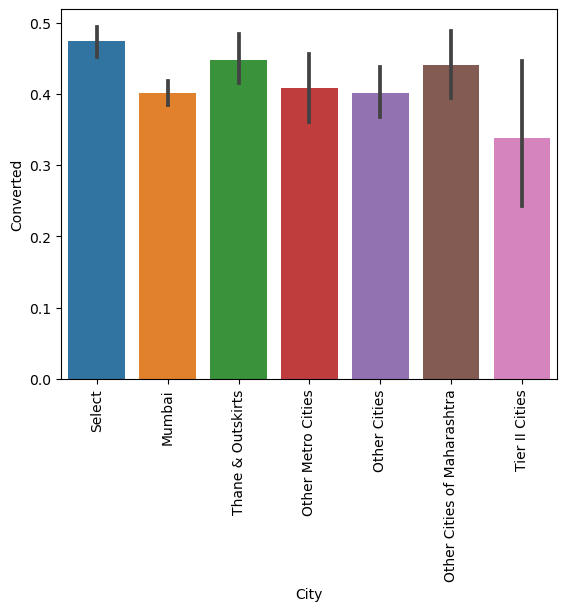 0.5
0.4
0.3
0.2
0.1
0.0
Converted
Select
Mumbai
Thane & Outskirts
Other Metro Cities
Other Cities
Other Cities of Maharashtra
Tier II Cities
City